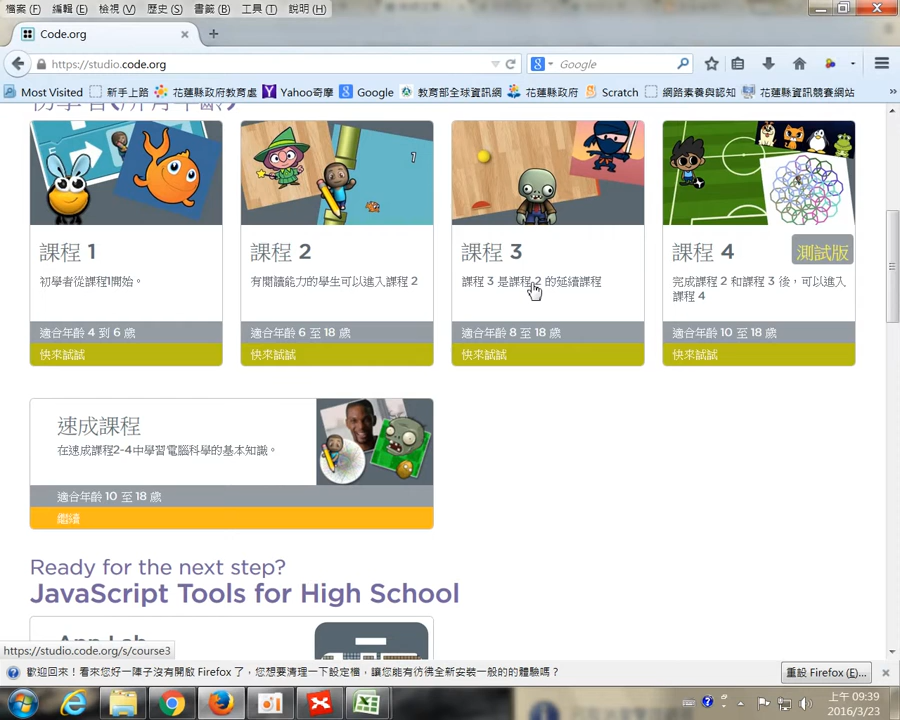 檔案(F) 編輯(E) 檢視(V) 歷史(S) 書籤(B) 工具(T) 說明(H)
Code.org
https://studio.code.org
Google
Most Visited 新手上路 花蓮縣政府教育處 Yahoo奇摩 Google 教育部全球資訊網 花蓮縣政府 Scratch 網路素養與認知 花蓮縣資訊競賽網站
1
課程 1
初學者從課程1開始。
適合年齡 4 到 6 歲
快來試試
課程 2
有閱讀能力的學生可以進入課程 2
適合年齡 6 至 18 歲
快來試試
課程 3
課程 3 是課程 2 的延續課程
適合年齡 8 至 18 歲
快來試試
課程 4
測試版
完成課程 2 和課程 3 後，可以進入
課程 4
適合年齡 10 至 18 歲
快來試試
速成課程
在速成課程2-4中學習電腦科學的基本知識。
適合年齡 10 至 18 歲
繼續
Ready for the next step?
JavaScript Tools for High School
App Lab
https://studio.code.org/s/course3
歡迎回來！看來您好一陣子沒有開啟 Firefox 了，您想要清理一下設定檔，讓您能有彷彿全新安裝一般的的體驗嗎？
重設 Firefox (E)...
上午 09:39
2016/3/23